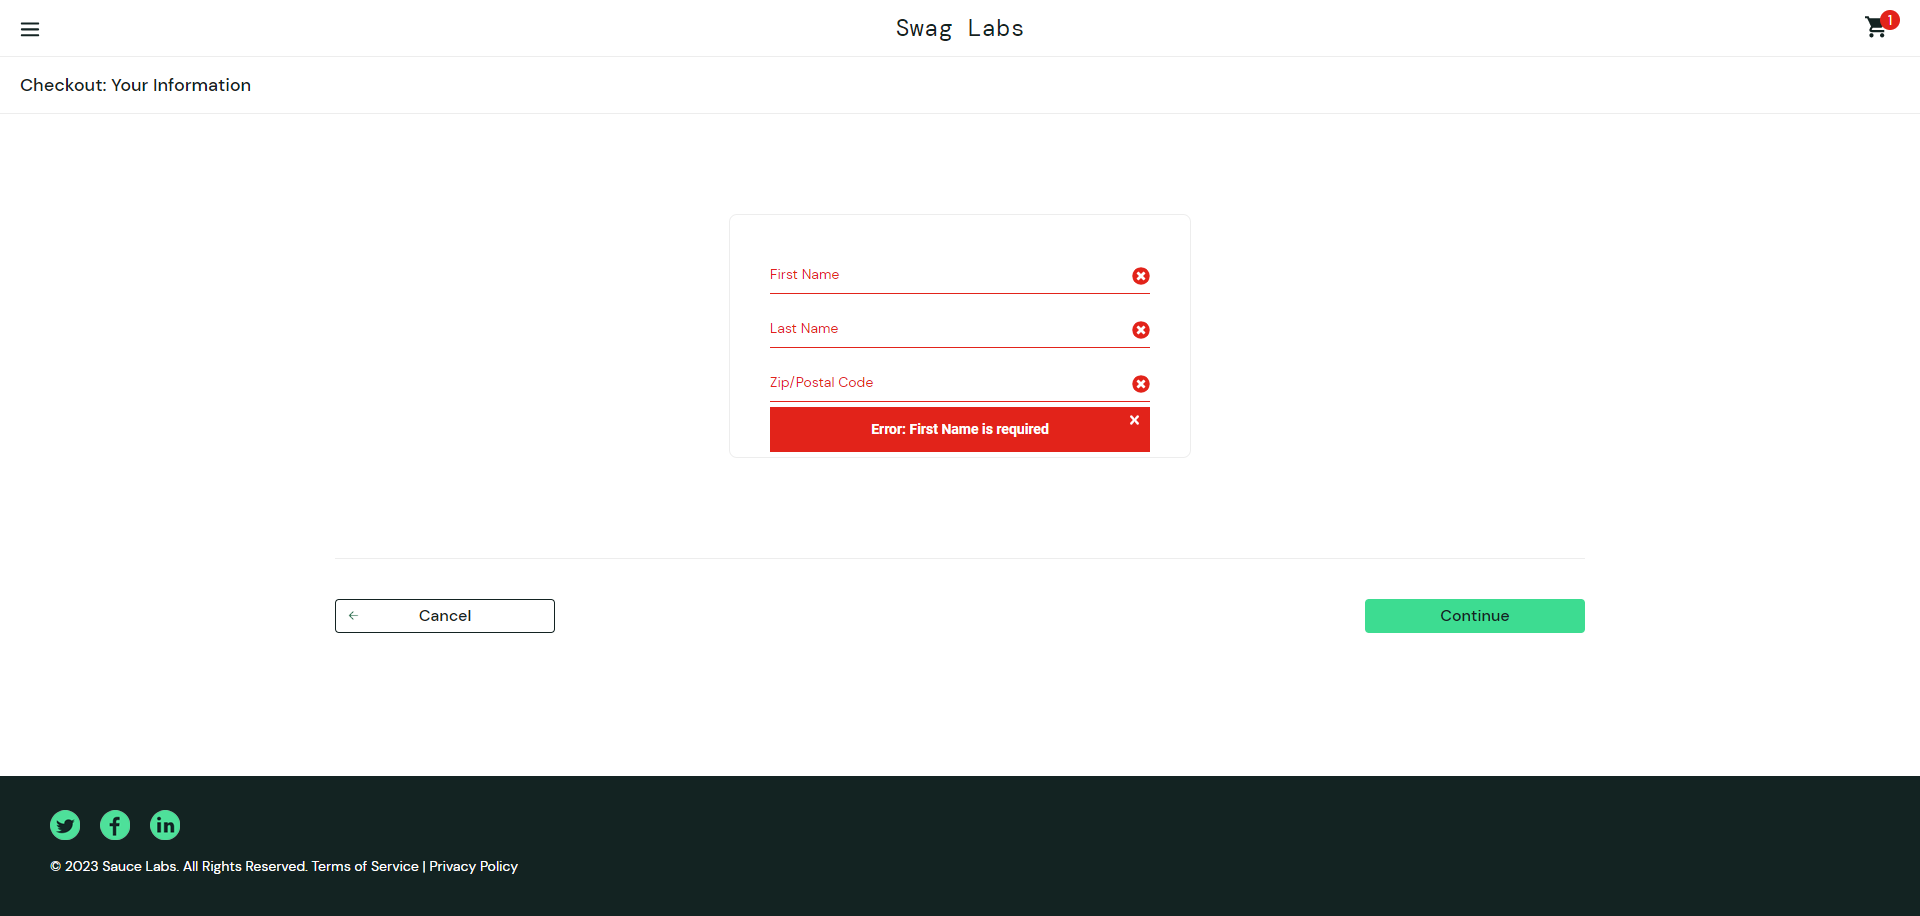 Swag Labs
1
Checkout: Your Information
First Name
Last Name
Zip/Postal Code
Error: First Name is required
Cancel
Continue
© 2023 Sauce Labs. All Rights Reserved. Terms of Service | Privacy Policy